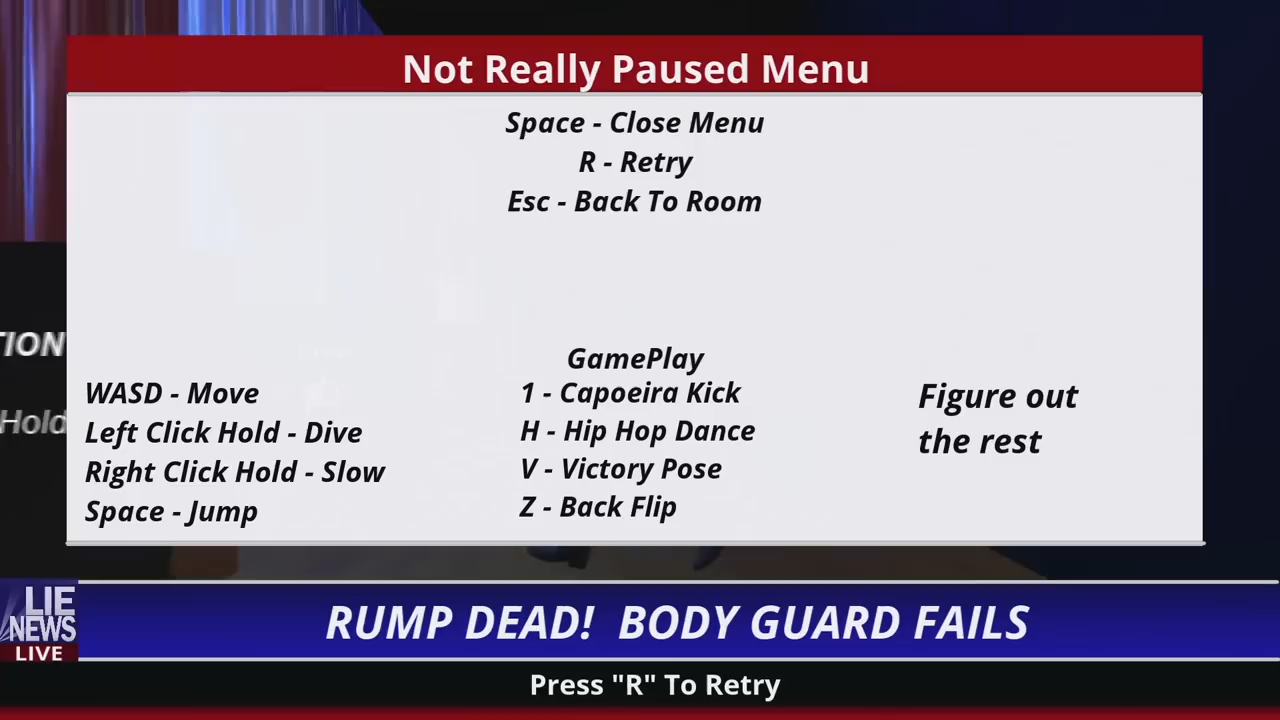 Not Really Paused Menu
Space - Close Menu
R - Retry
Esc - Back To Room
TION
Hold
GamePlay
WASD - Move
Left Click Hold - Dive
Right Click Hold - Slow
Space - Jump
1 - Capoeira Kick
H - Hip Hop Dance
V - Victory Pose
Z - Back Flip
Figure out
the rest
LIE
NEWS
LIVE
RUMP DEAD! BODY GUARD FAILS
Press "R" To Retry